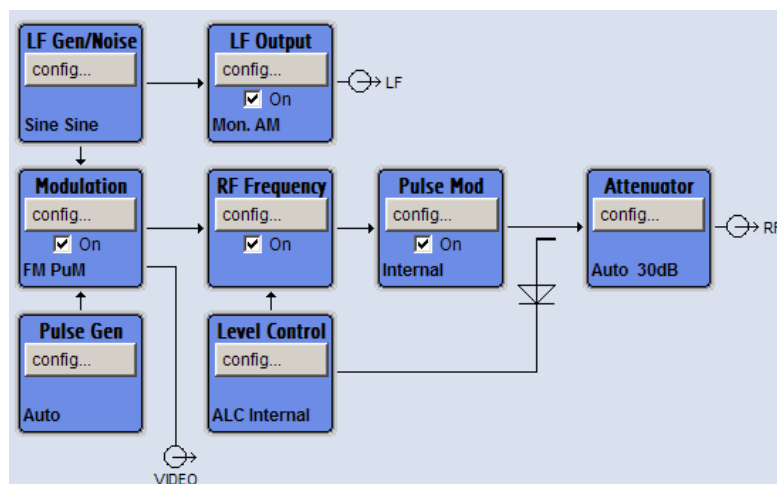 LF Gen/Noise
config...
Sine Sine
LF Output
config...
On
Mon. AM
LF
Modulation
config...
On
FM PuM
RF Frequency
config...
On
Pulse Mod
config...
On
Internal
Attenuator
config...
Auto 30dB
RF
Pulse Gen
config...
Auto
Level Control
config...
ALC Internal
VIDEO